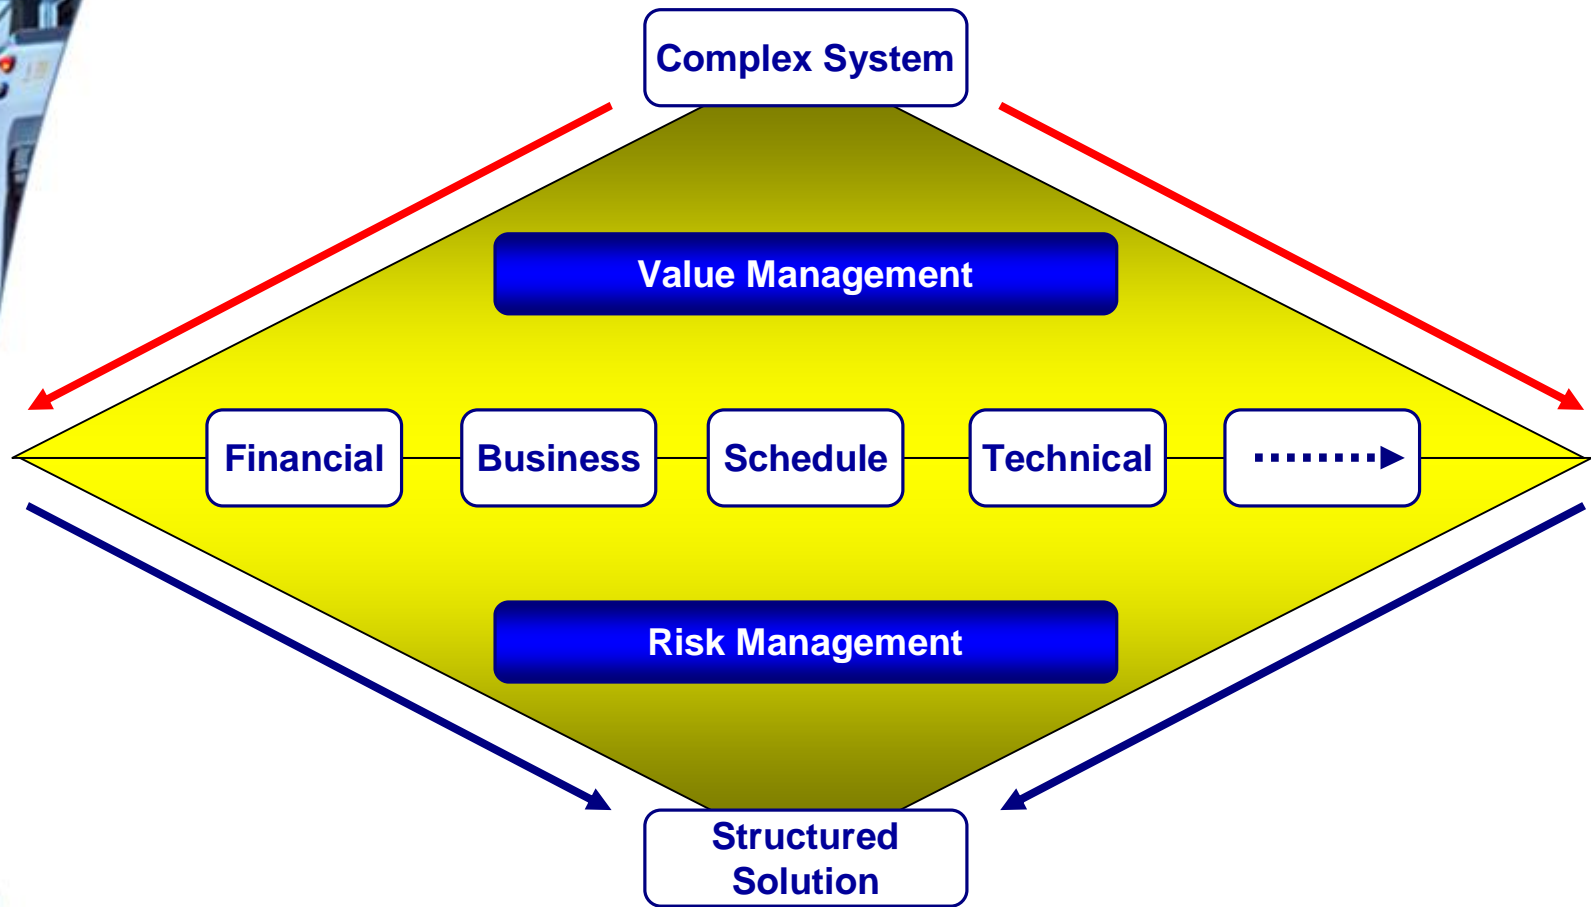 Complex System
Value Management
Financial
Business
Schedule
Technical
Risk Management
Structured
Solution